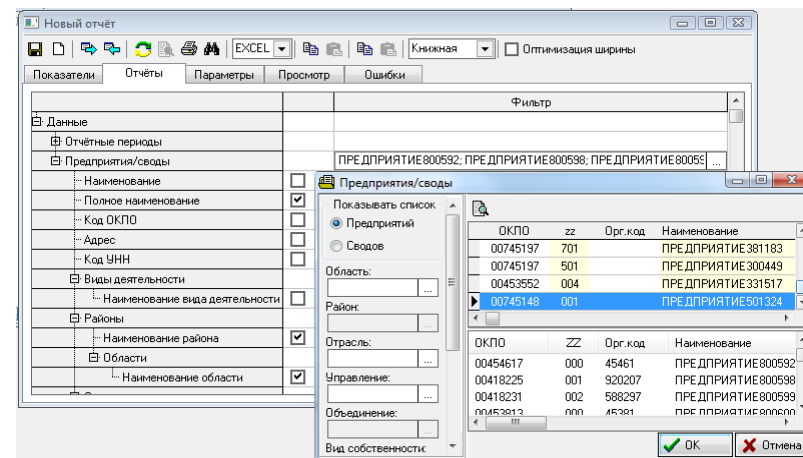 Новый отчёт
EXCEL Книжная Оптимизация ширины
Показатели Отчёты Параметры Просмотр Ошибки
Фильтр
Данные
Отчётные периоды
Предприятия/своды ПРЕДПРИЯТИЕ800592; ПРЕДПРИЯТИЕ800598; ПРЕДПРИЯТИЕ80059 ...
Наименование
Полное наименование
Код ОКПО
Адрес
Код УНН
Виды деятельности
Наименование вида деятельности
Районы
Наименование района
Области
Наименование области
Предприятия/своды
Показывать список
Предприятий
Сводов
Область:
...
Район:
...
Отрасль:
...
Управление:
...
Объединение:
...
Вид собственности:
ОКПО zz Орг.код Наименование
00745197 701 ПРЕДПРИЯТИЕ381183
00745197 501 ПРЕДПРИЯТИЕ300449
00453552 004 ПРЕДПРИЯТИЕ331517
00745148 001 ПРЕДПРИЯТИЕ501324
ОКПО ZZ Орг.код Наименование
00454617 000 45461 ПРЕДПРИЯТИЕ800592
00418225 001 920207 ПРЕДПРИЯТИЕ800598
00418231 002 588297 ПРЕДПРИЯТИЕ800599
00453813 000 45381 ПРЕДПРИЯТИЕ800600
OK Отмена